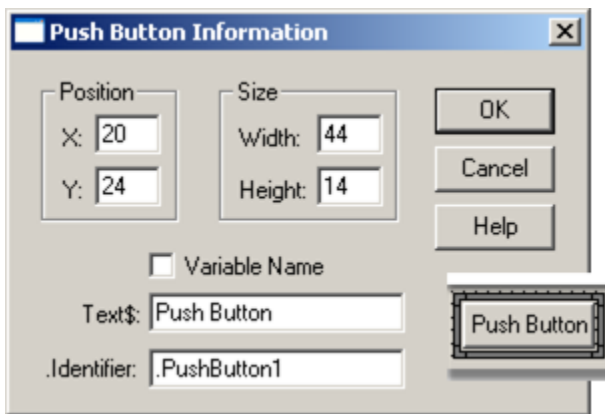 Push Button Information
Position
X: 20
Y: 24
Size
Width: 44
Height: 14
OK
Cancel
Help
Variable Name
Text$: Push Button
.Identifier: .PushButton1
Push Button